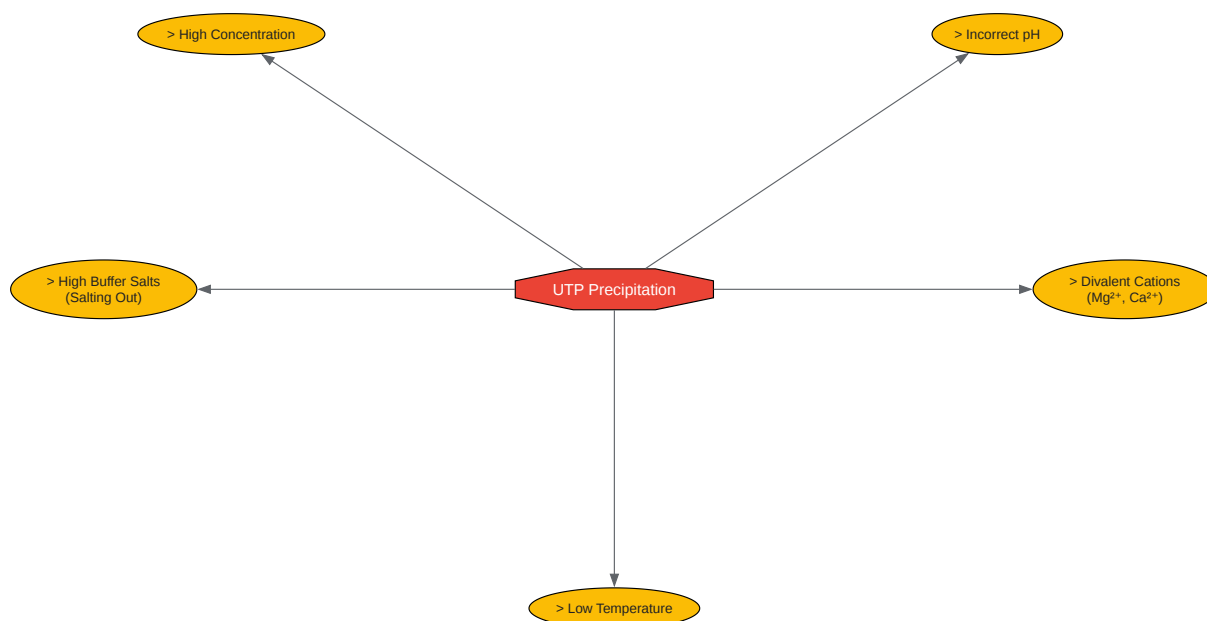 > High Concentration
> Incorrect pH
> High Buffer Salts
(Salting Out)
UTP Precipitation
> Divalent Cations
(Mg²⁺, Ca²⁺)
> Low Temperature